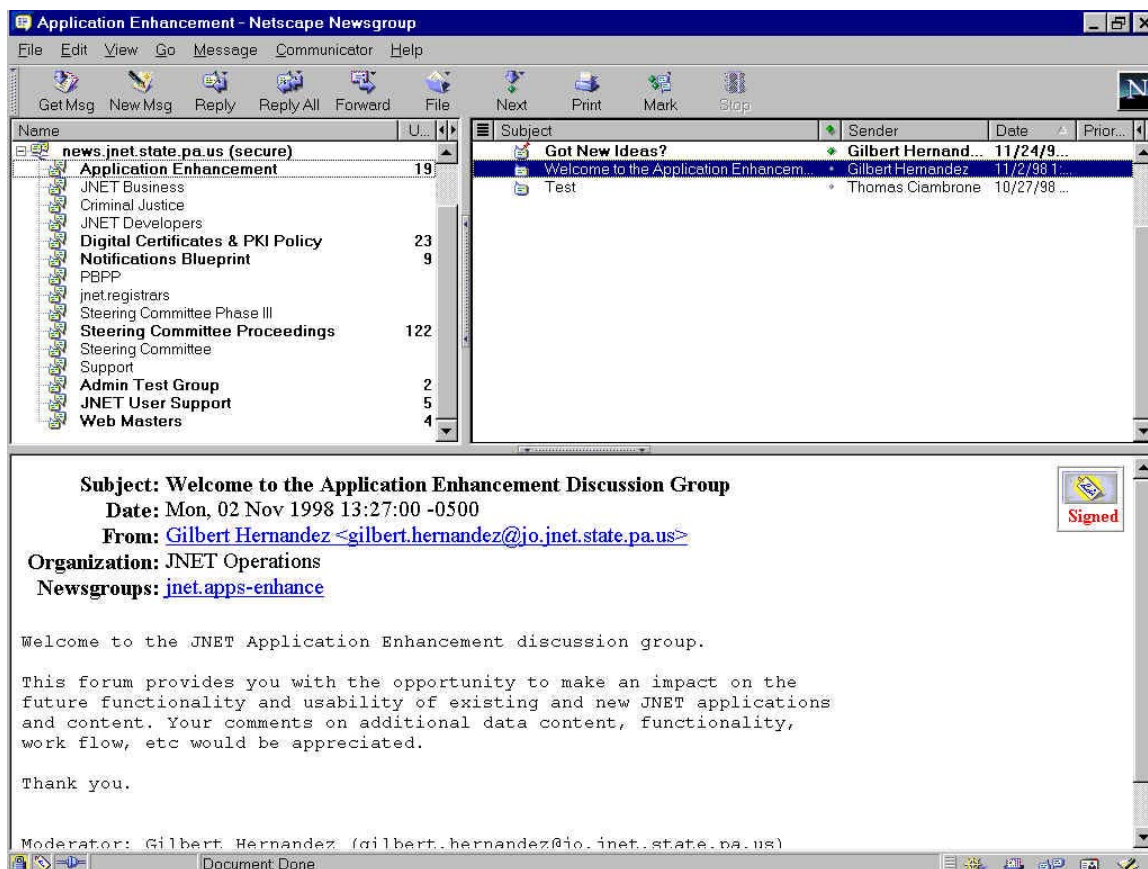 Application Enhancement - Netscape Newsgroup
File Edit View Go Message Communicator Help
Get Msg New Msg Reply Reply All Forward File Next Print Mark Stop
N
Name U...
news.jnet.state.pa.us (secure)
Application Enhancement 19
JNET Business
Criminal Justice
JNET Developers
Digital Certificates & PKI Policy 23
Notifications Blueprint 9
PBPP
jnet.registrars
Steering Committee Phase III
Steering Committee Proceedings 122
Steering Committee
Support
Admin Test Group 2
JNET User Support 5
Web Masters 4
Subject Sender Date Prior...
Got New Ideas? Gilbert Hernand... 11/24/9...
Welcome to the Application Enhancem... Gilbert Hernandez 11/2/98 1:...
Test Thomas Ciambrone 10/27/98 ...
Subject: Welcome to the Application Enhancement Discussion Group
Date: Mon, 02 Nov 1998 13:27:00 -0500
From: Gilbert Hernandez <gilbert.hernandez@jo.jnet.state.pa.us>
Organization: JNET Operations
Newsgroups: jnet.apps-enhance
Signed
Welcome to the JNET Application Enhancement discussion group.
This forum provides you with the opportunity to make an impact on the
future functionality and usability of existing and new JNET applications
and content. Your comments on additional data content, functionality,
work flow, etc would be appreciated.
Thank you.
Moderator: Gilbert Hernandez (gilbert.hernandez@jo.jnet.state.pa.us)
Document Done